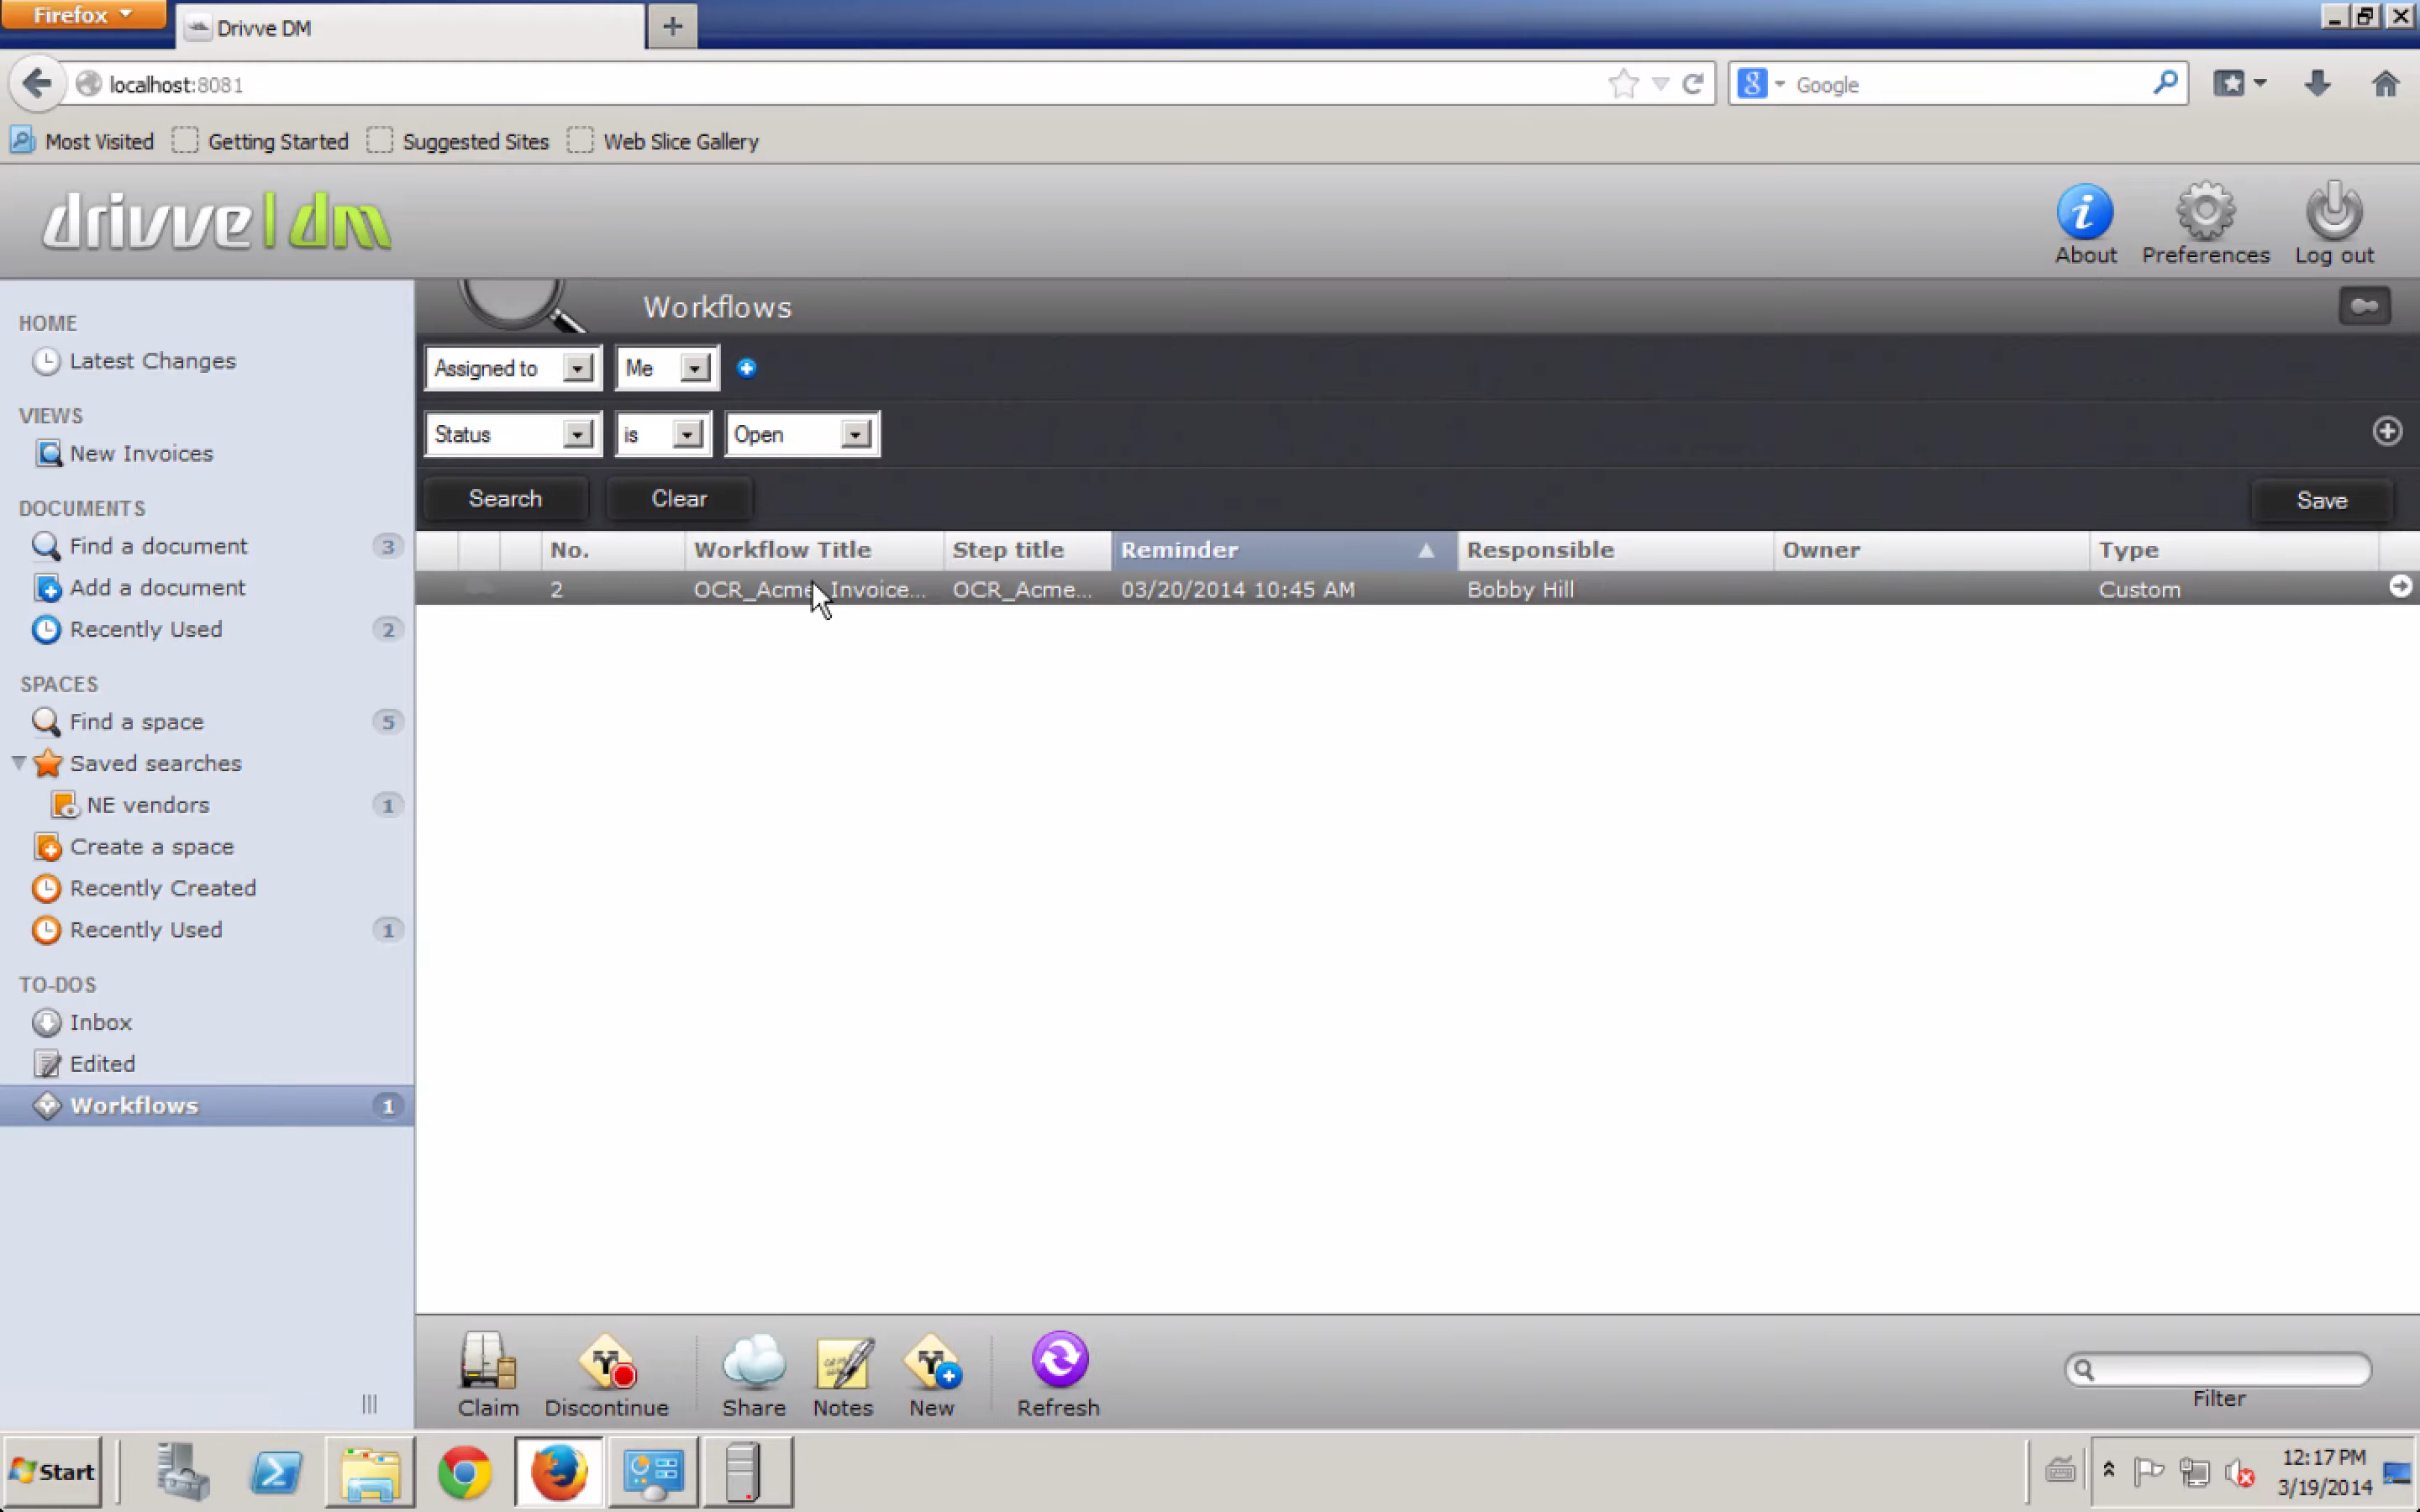 Firefox
Drivve DM
localhost:8081
Google
Most Visited Getting Started Suggested Sites Web Slice Gallery
drivve|dm
About Preferences Log out
HOME
Latest Changes
VIEWS
New Invoices
DOCUMENTS
Find a document 3
Add a document
Recently Used 2
SPACES
Find a space 5
Saved searches
NE vendors 1
Create a space
Recently Created
Recently Used 1
TO-DOS
Inbox
Edited
Workflows 1
Workflows
Assigned to Me
Status is Open
Search Clear Save
No. Workflow Title Step title Reminder Responsible Owner Type
2 OCR_Acme_Invoice... OCR_Acme... 03/20/2014 10:45 AM Bobby Hill Custom
Claim Discontinue Share Notes New Refresh Filter
Start
12:17 PM
3/19/2014